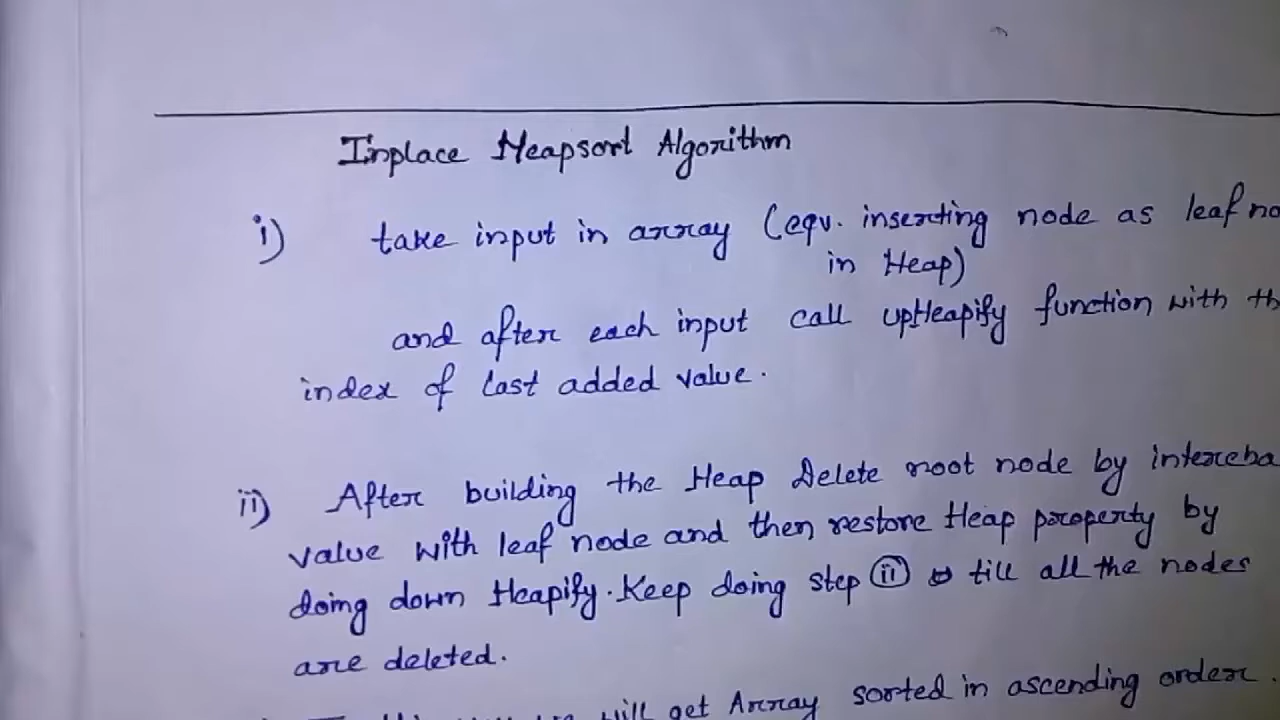 Inplace Heapsort Algorithm
i) take input in array (eqv. inserting node as leaf no
in Heap)
and after each input call upHeapify function with th
index of last added value.
ii) After building the Heap Delete root node by
value with leaf node and then restore Heap property by
doing down Heapify. Keep doing step (ii) till all the nodes
are deleted.
will get Array sorted in ascending order.